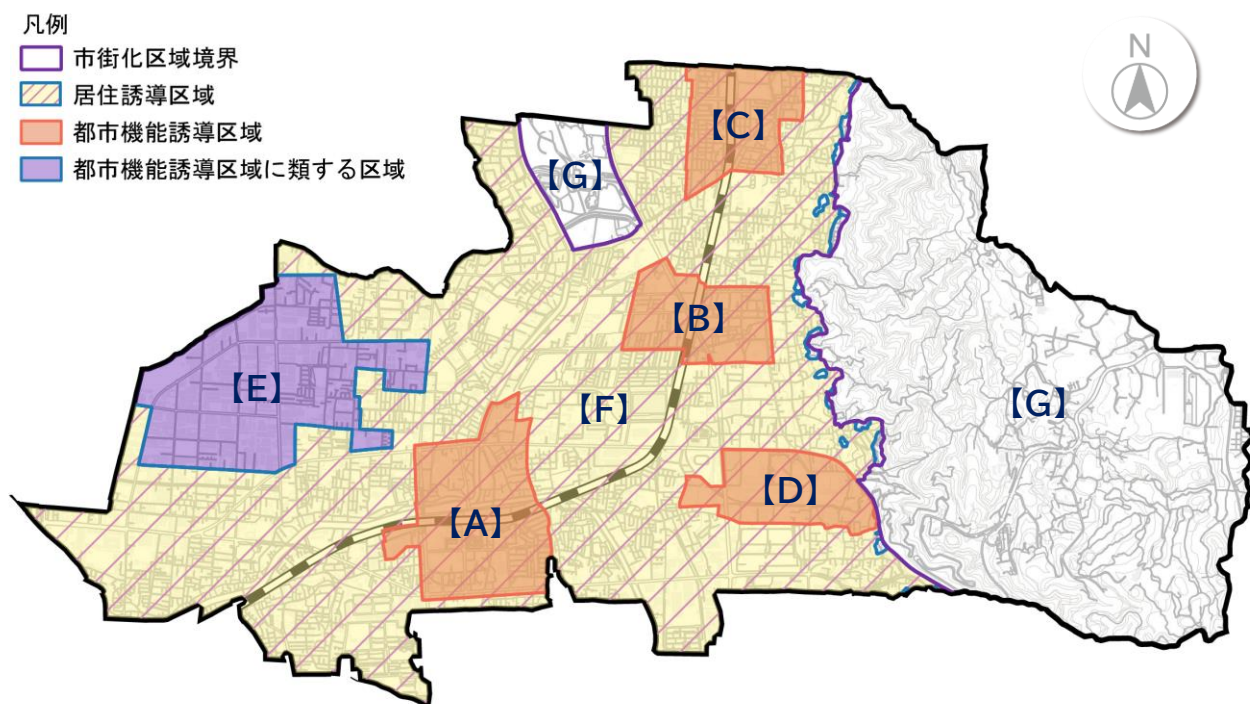 凡例
市街化区域境界
居住誘導区域
都市機能誘導区域
都市機能誘導区域に類する区域
N
【C】
【G】
【B】
【E】
【F】
【G】
【D】
【A】